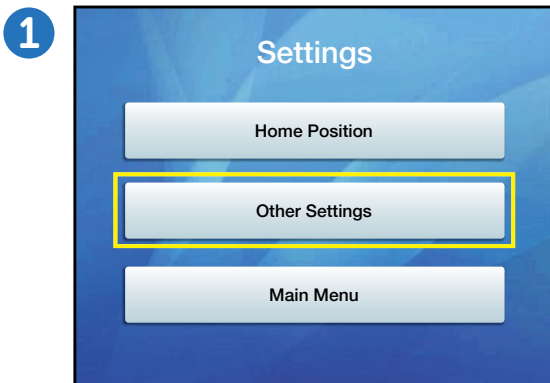 1
Settings
Home Position
Other Settings
Main Menu